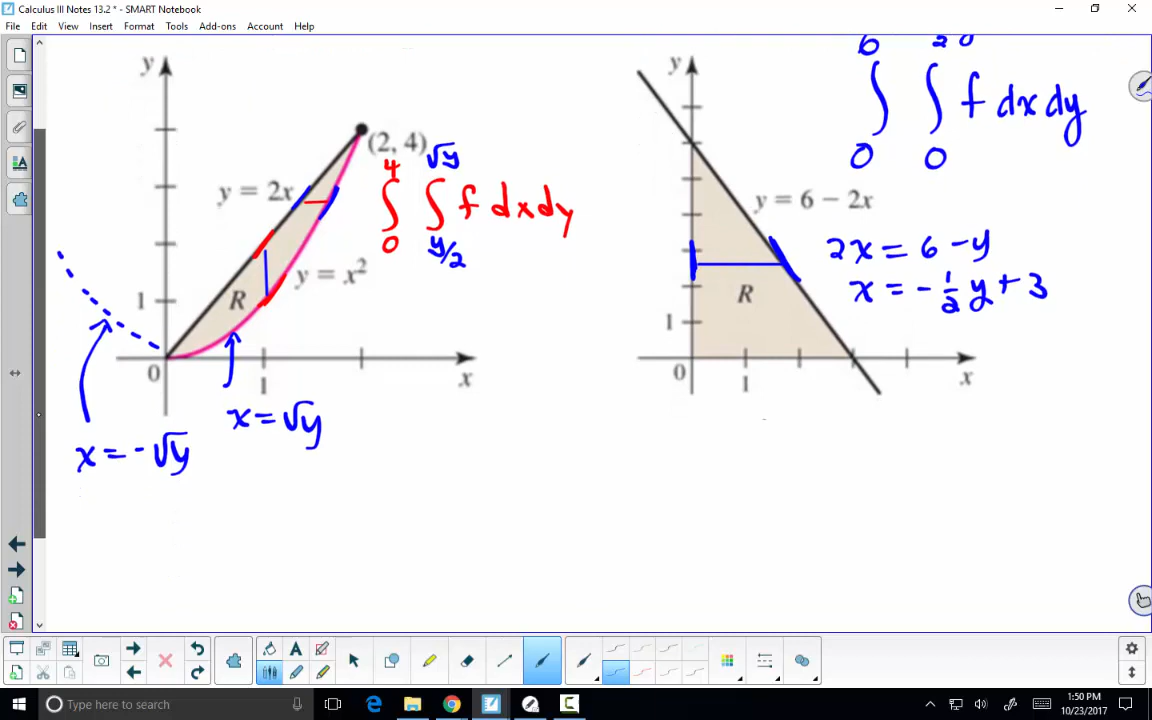 Calculus III Notes 13.2 * - SMART Notebook
File Edit View Insert Format Tools Add-ons Account Help
y
(2, 4)
y = 2x
4 √y
∫ ∫ f dx dy
0 y/2
y = x²
1
R
0
1
x
x = √y
x = -√y
6
∫ ∫ f dx dy
0 0
y
y = 6 − 2x
2x = 6 - y
x = - 1/2 y + 3
R
1
0
1
x
Type here to search
1:50 PM
10/23/2017